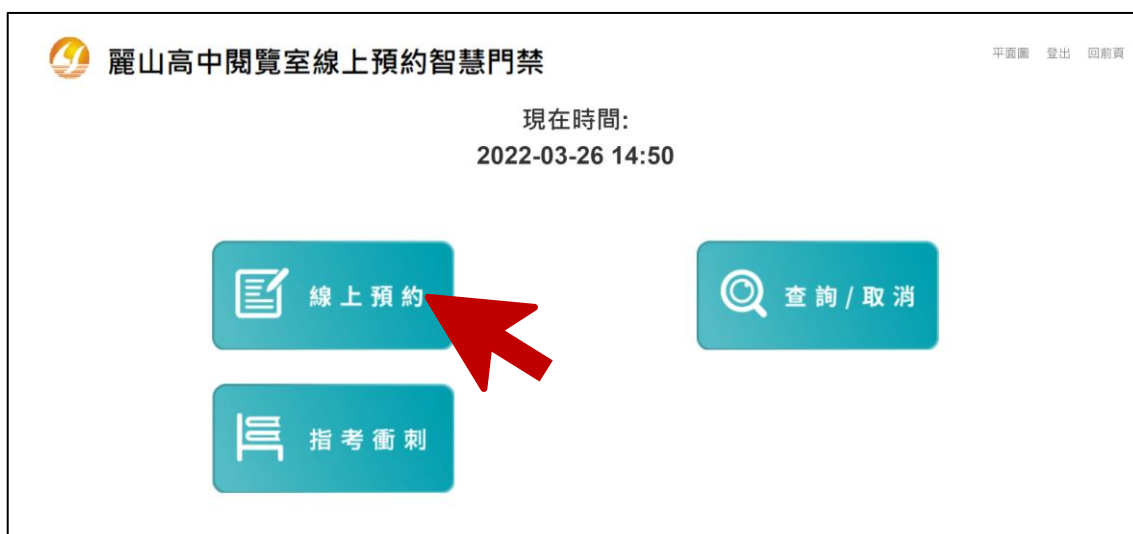 麗山高中閱覽室線上預約智慧門禁
平面圖 登出 回前頁
現在時間:
2022-03-26 14:50
線上預約
查詢/取消
指考衝刺